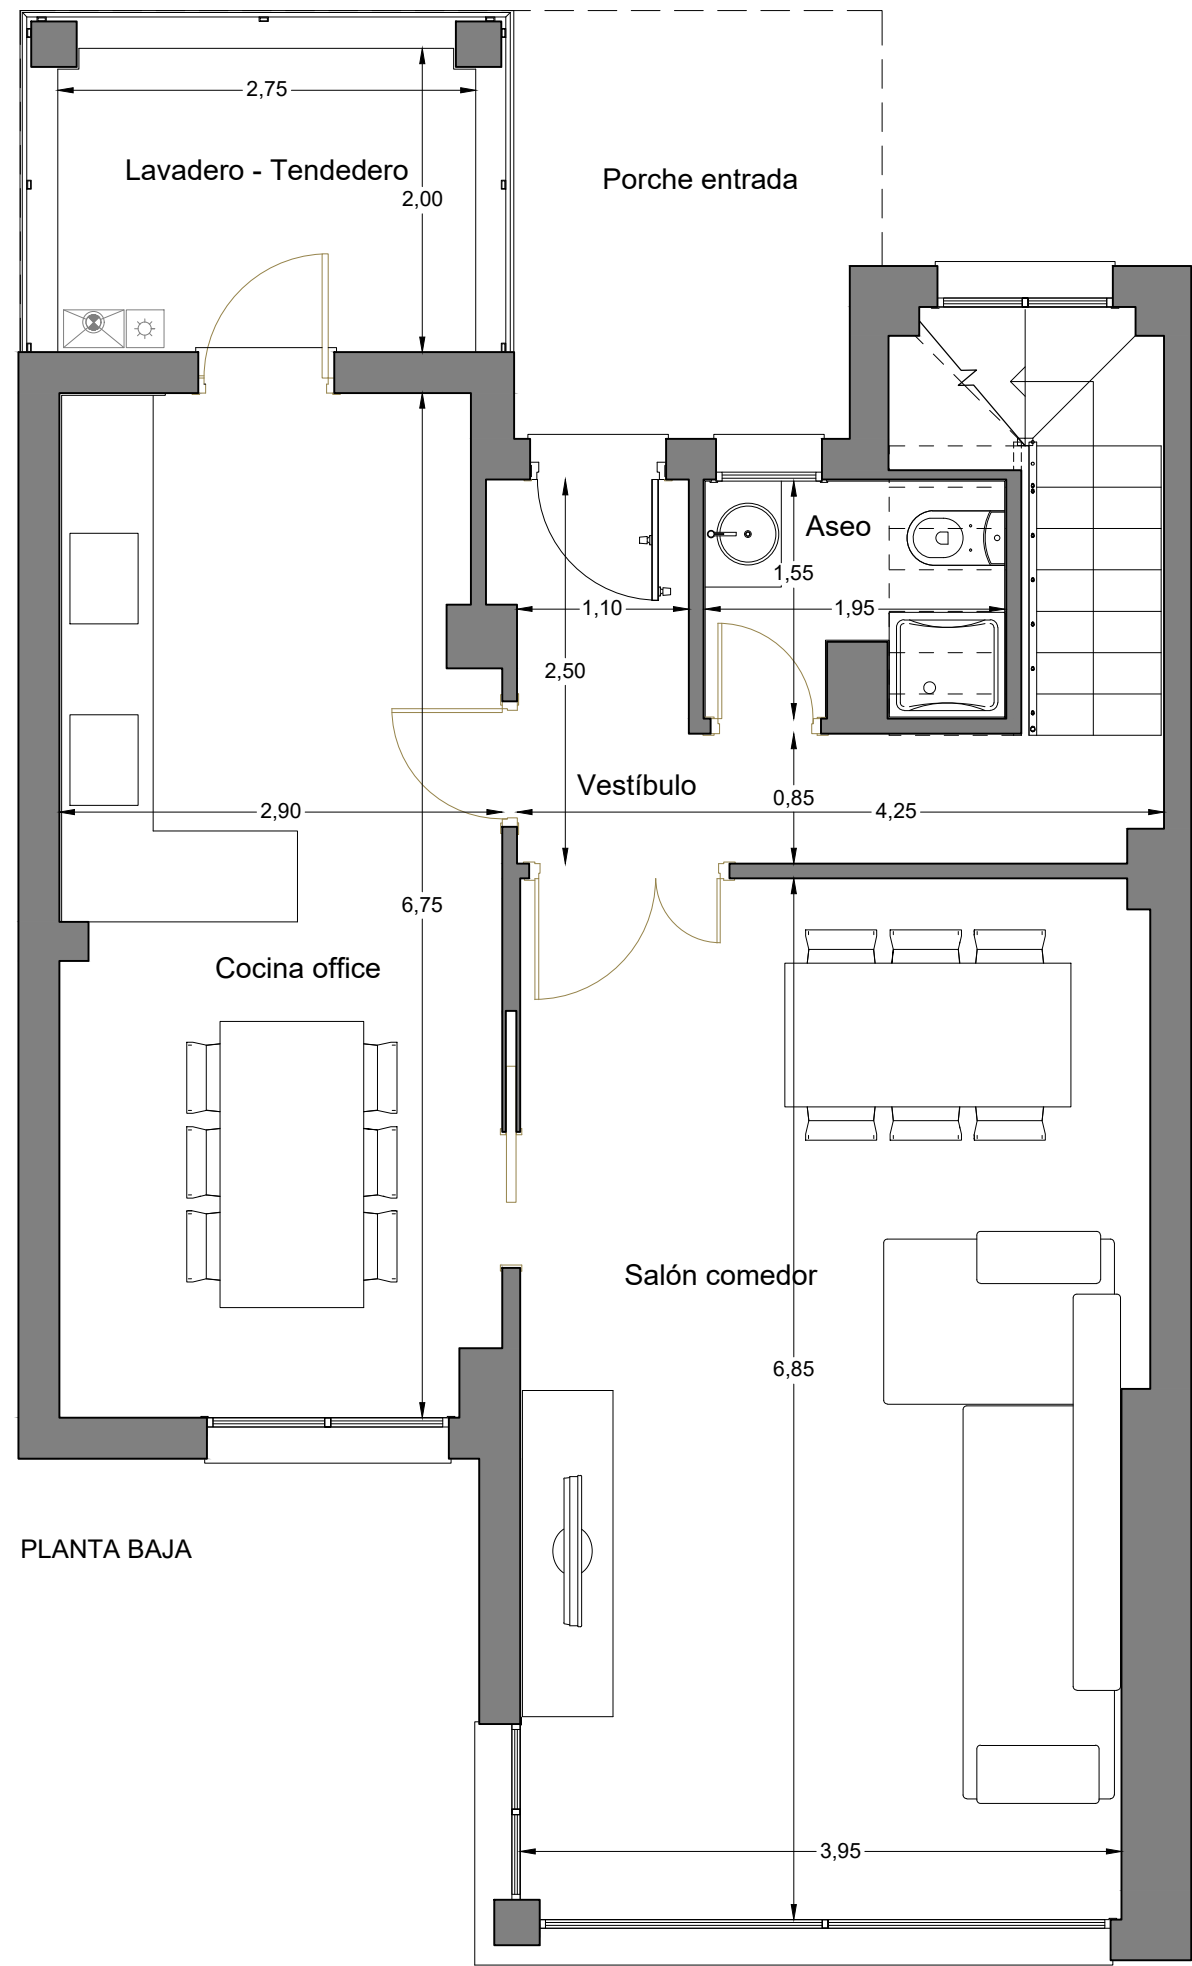 2,75
Lavadero - Tendedero
2,00
Porche entrada
Aseo
1,55
1,10
1,95
2,50
Vestíbulo
0,85
2,90
4,25
6,75
Cocina office
Salón comedor
6,85
PLANTA BAJA
3,95